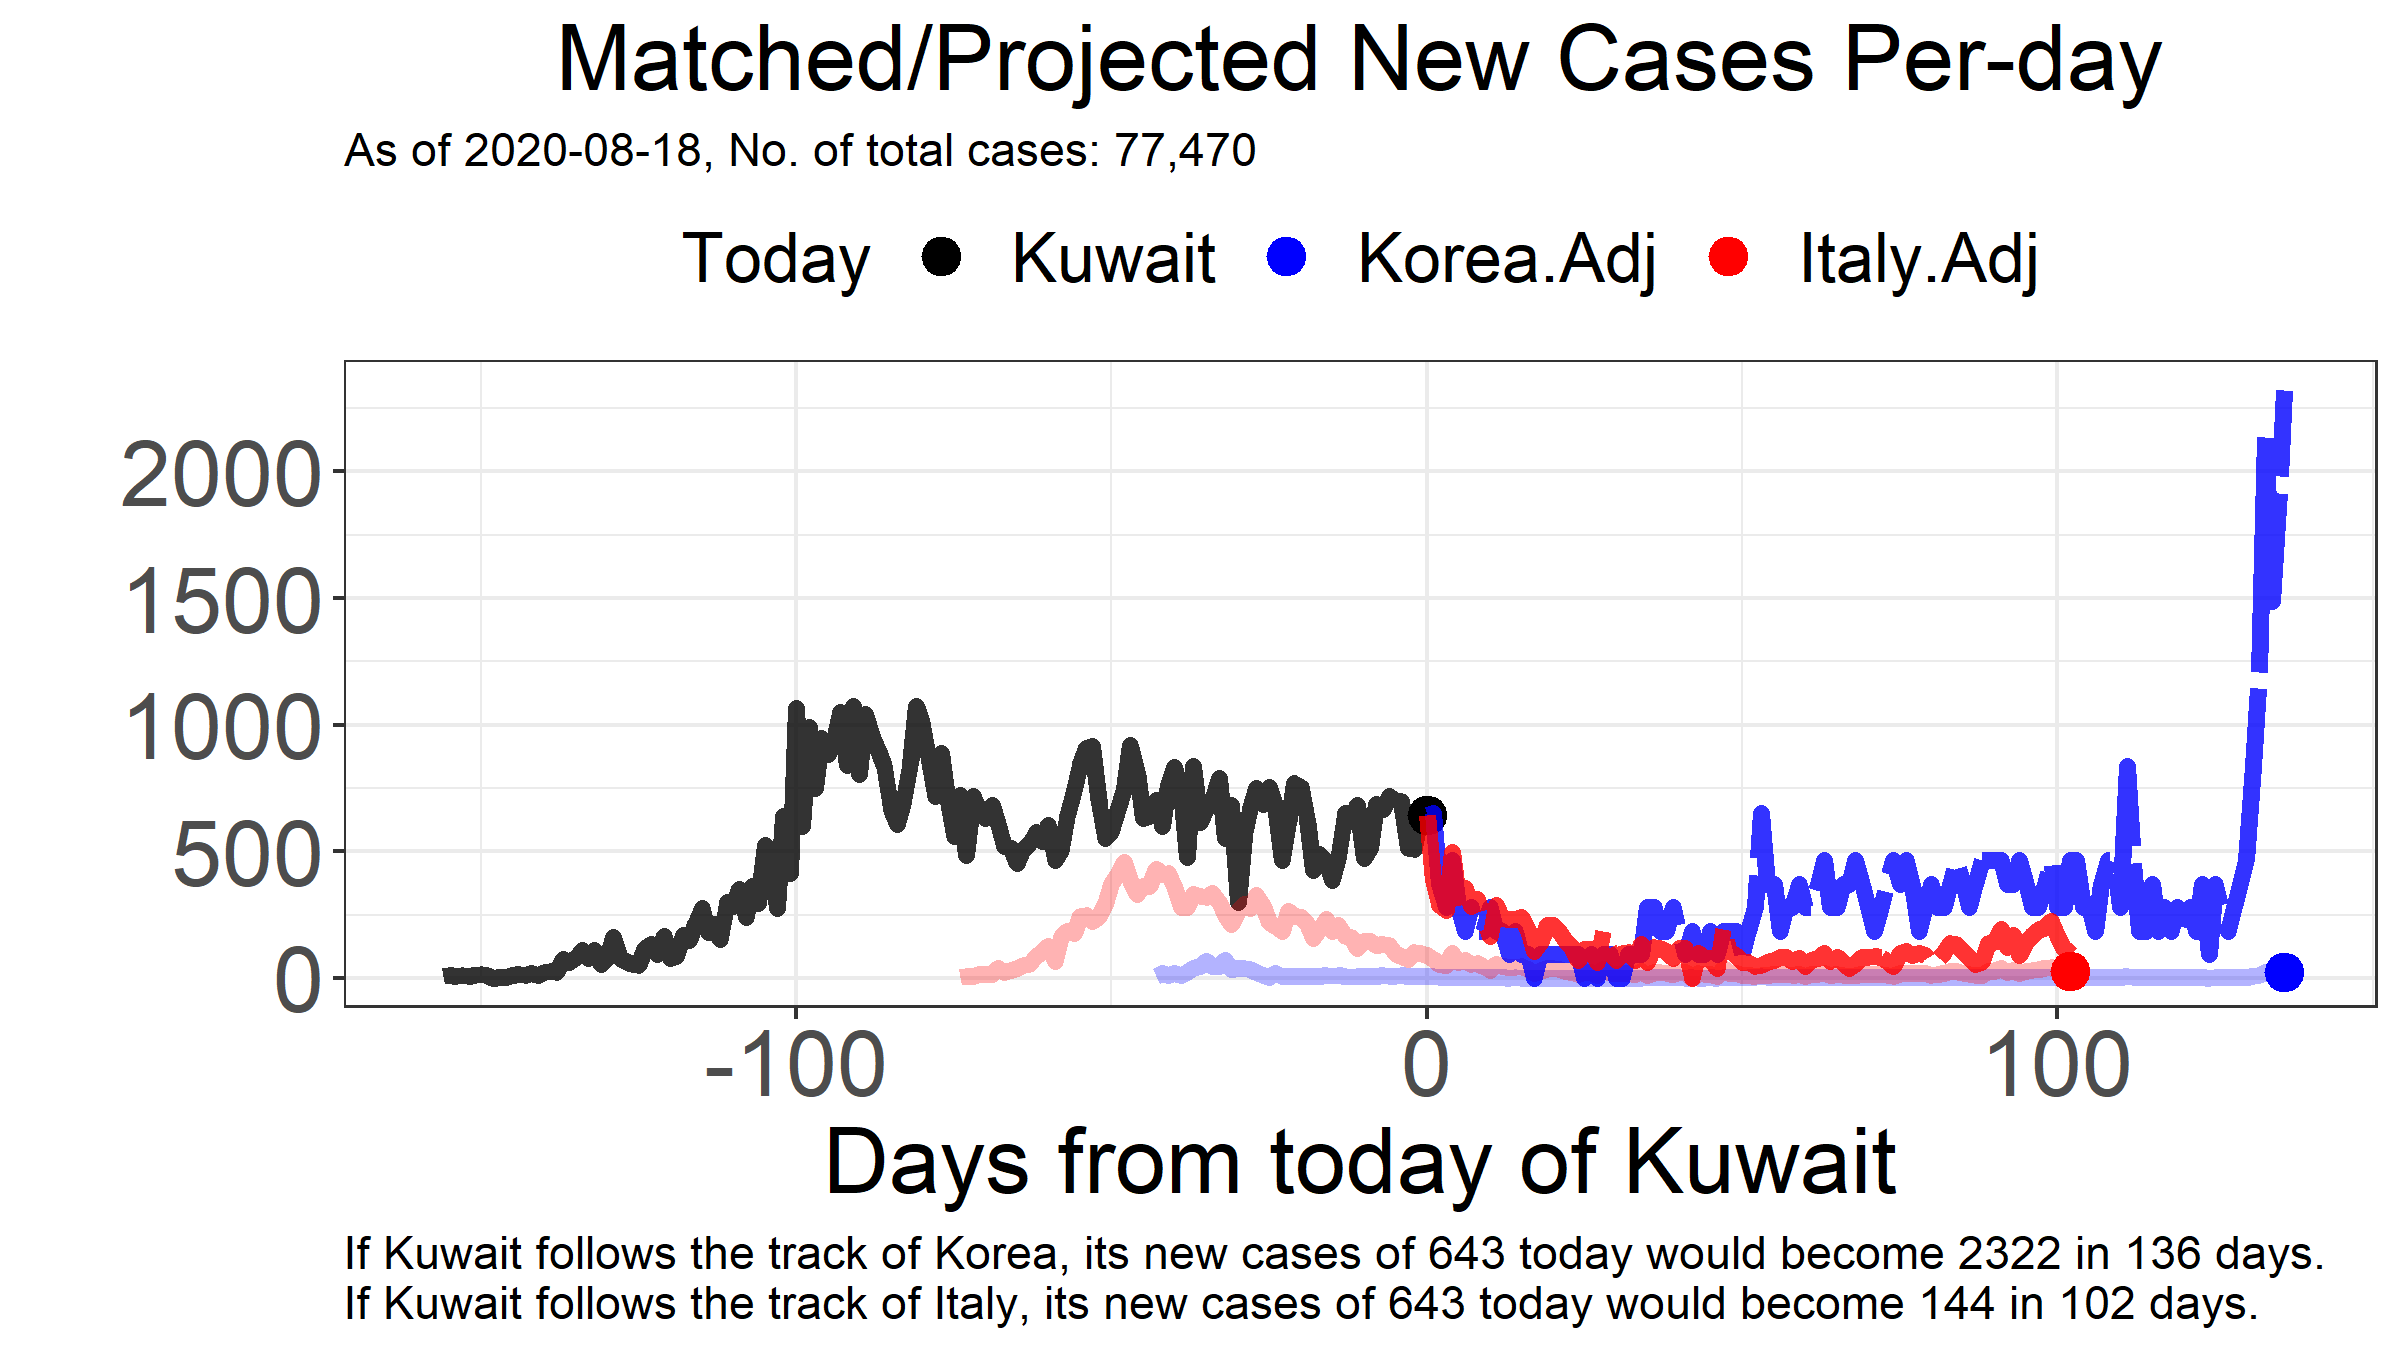 Matched/Projected New Cases Per-day
As of 2020-08-18, No. of total cases: 77,470
Today Kuwait Korea.Adj Italy.Adj
2000
1500
1000
500
0
-100 0 100
Days from today of Kuwait
If Kuwait follows the track of Korea, its new cases of 643 today would become 2322 in 136 days.
If Kuwait follows the track of Italy, its new cases of 643 today would become 144 in 102 days.